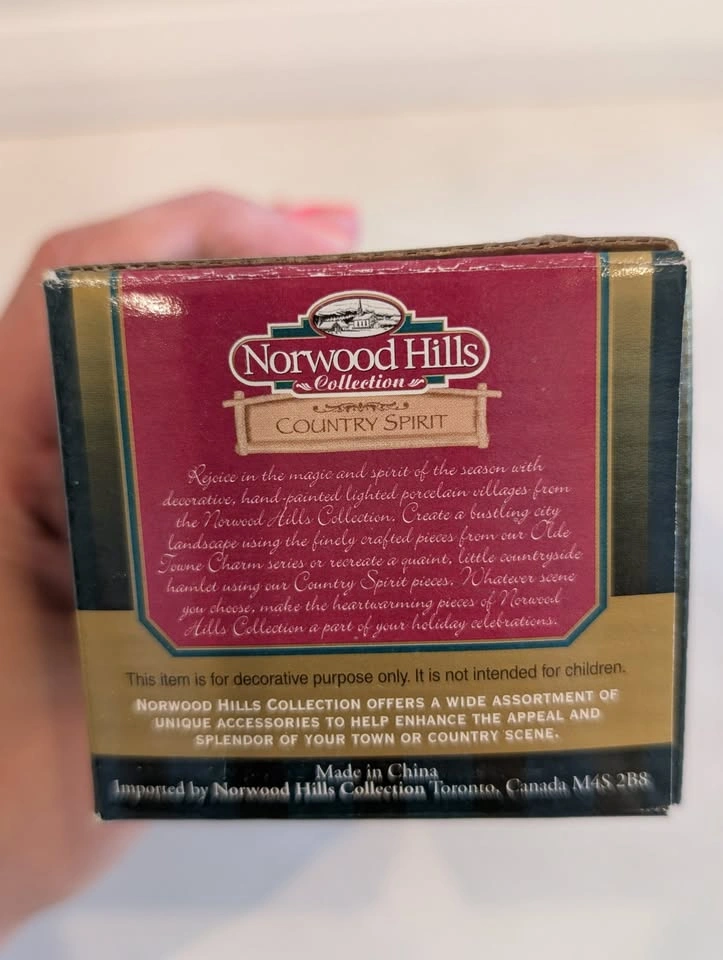 Norwood Hills
Collection
COUNTRY SPIRIT
Rejoice in the magic and spirit of the season with
decorative, hand-painted lighted porcelain villages from
the Norwood Hills Collection. Create a bustling city
landscape using the finely crafted pieces from our Olde
Towne Charm series or recreate a quaint, little countryside
hamlet using our Country Spirit pieces. Whatever scene
you choose, make the heartwarming pieces of Norwood
Hills Collection a part of your holiday celebrations.
This item is for decorative purpose only. It is not intended for children.
NORWOOD HILLS COLLECTION OFFERS A WIDE ASSORTMENT OF
UNIQUE ACCESSORIES TO HELP ENHANCE THE APPEAL AND
SPLENDOR OF YOUR TOWN OR COUNTRY SCENE.
Made in China
Imported by Norwood Hills Collection Toronto, Canada M4S 2B8